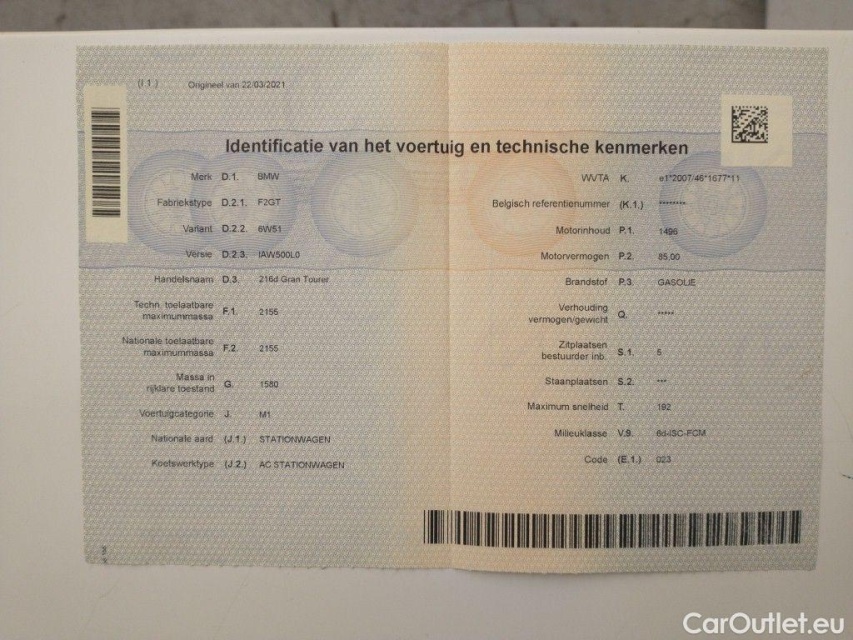 (I.1.) Origineel van 22/03/2021
Identificatie van het voertuig en technische kenmerken
Merk D.1. BMW
Fabriekstype D.2.1. F2GT
Variant D.2.2. 6W51
Versie D.2.3. IAW500L0
Handelsnaam D.3. 216d Gran Tourer
Techn. toelaatbare
maximummassa F.1. 2155
Nationale toelaatbare
maximummassa F.2. 2155
Massa in
rijklare toestand G. 1580
Voertuigcategorie J. M1
Nationale aard (J.1.) STATIONWAGEN
Koetswerktype (J.2.) AC STATIONWAGEN
WVTA K. e1*2007/46*1677*11
Belgisch referentienummer (K.1.) ********
Motorinhoud P.1. 1496
Motorvermogen P.2. 85,00
Brandstof P.3. GASOLIE
Verhouding
vermogen/gewicht Q. *****
Zitplaatsen
bestuurder inb. S.1. 5
Staanplaatsen S.2. ***
Maximum snelheid T. 192
Milieuklasse V.9. 6d-ISC-FCM
Code (E.1.) 023
CarOutlet.eu